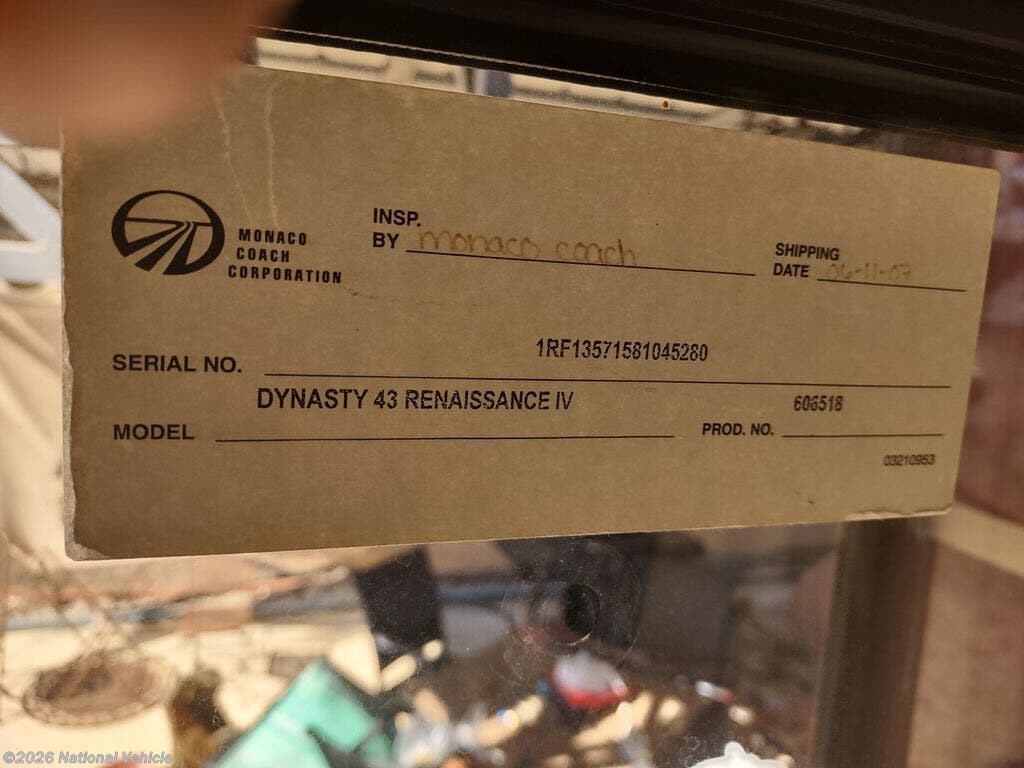 MONACO
COACH
CORPORATION
INSP.
BY monaco coach
SHIPPING
DATE 06-11-07
SERIAL NO. 1RF13571581045280
MODEL DYNASTY 43 RENAISSANCE IV
PROD. NO. 606518
03210953
©2026 National Vehicle